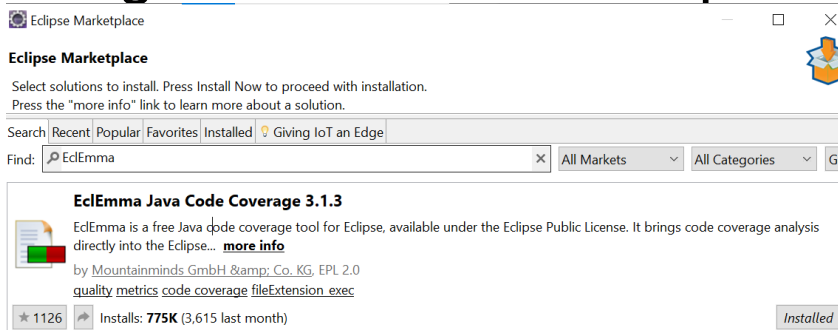 Eclipse Marketplace
Eclipse Marketplace
Select solutions to install. Press Install Now to proceed with installation.
Press the "more info" link to learn more about a solution.
Search Recent Popular Favorites Installed Giving IoT an Edge
Find: EclEmma All Markets All Categories G
EclEmma Java Code Coverage 3.1.3
EclEmma is a free Java code coverage tool for Eclipse, available under the Eclipse Public License. It brings code coverage analysis
directly into the Eclipse... more info
by Mountainminds GmbH &amp; Co. KG, EPL 2.0
quality metrics code coverage fileExtension_exec
1126 Installs: 775K (3,615 last month) Installed